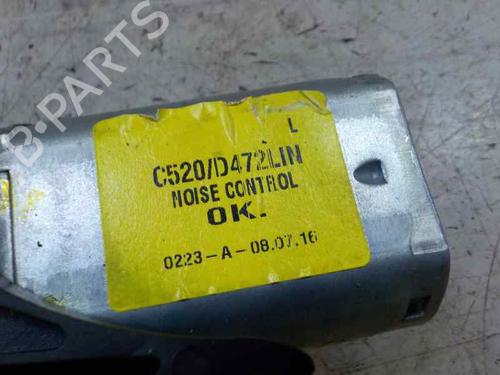 B-PARTS
L
C520/D472LIN
NOISE CONTROL
OK.
0223-A-08.07.16